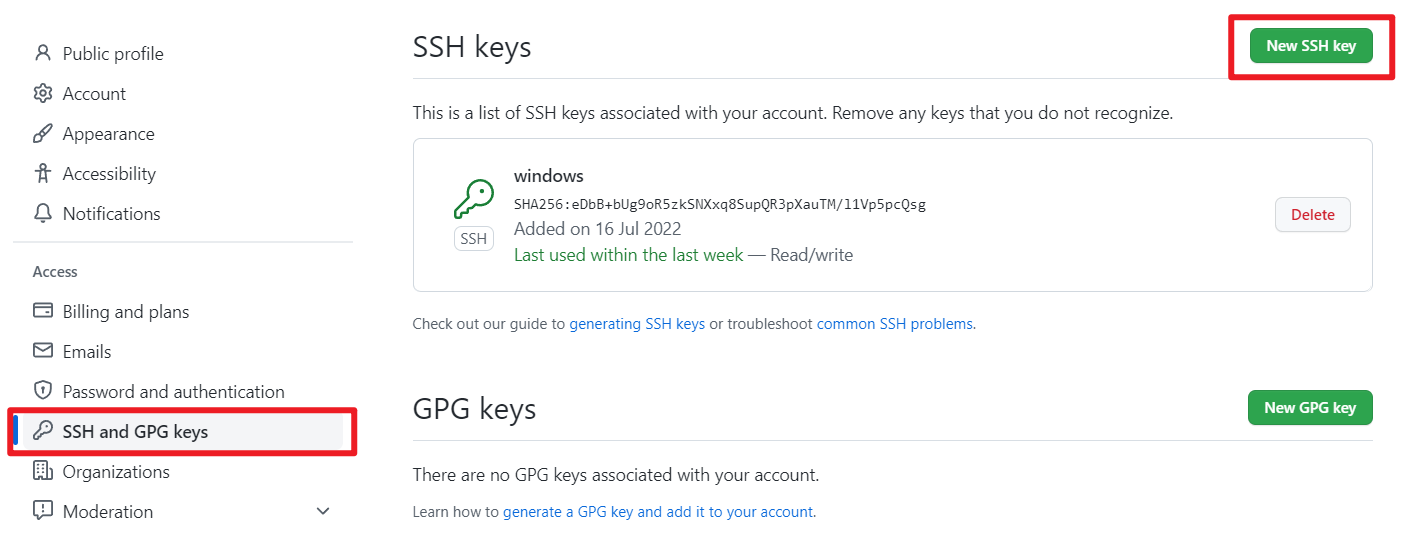 Public profile
Account
Appearance
Accessibility
Notifications
Access
Billing and plans
Emails
Password and authentication
SSH and GPG keys
Organizations
Moderation
SSH keys
New SSH key
This is a list of SSH keys associated with your account. Remove any keys that you do not recognize.
windows
SHA256:eDbB+bUg9oR5zkSNXxq8SupQR3pXauTM/l1Vp5pcQsg
SSH
Added on 16 Jul 2022
Last used within the last week — Read/write
Delete
Check out our guide to generating SSH keys or troubleshoot common SSH problems.
GPG keys
New GPG key
There are no GPG keys associated with your account.
Learn how to generate a GPG key and add it to your account.